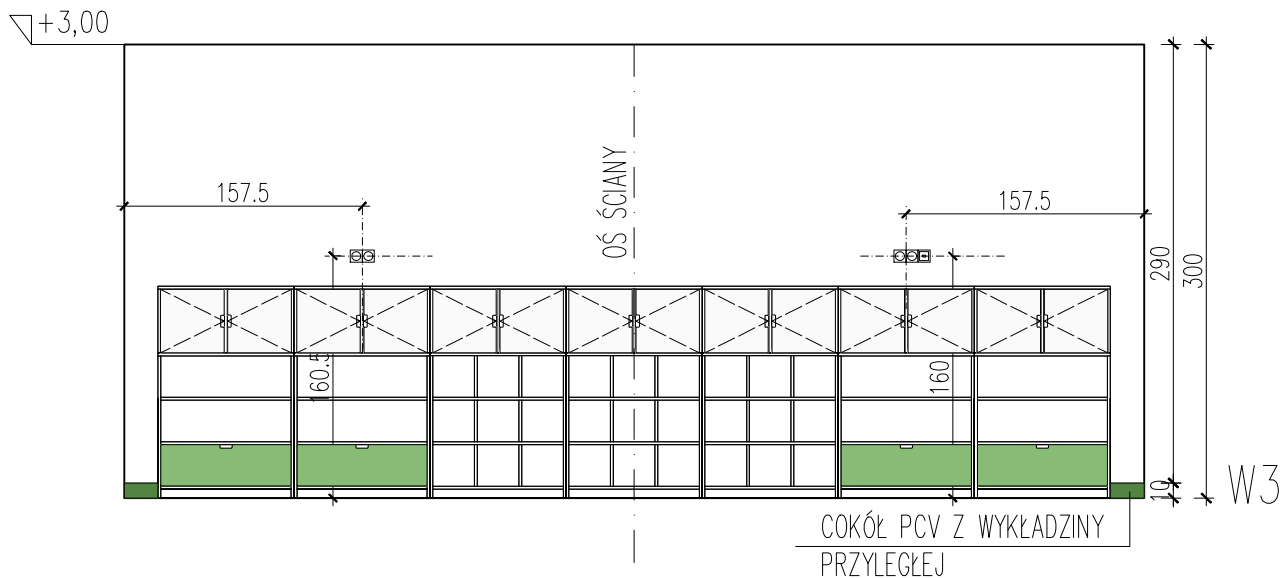 +3,00
OŚ ŚCIANY
157.5
157.5
290
300
160.5
160
10
W3
COKÓŁ PCV Z WYKŁADZINY
PRZYLEGŁEJ